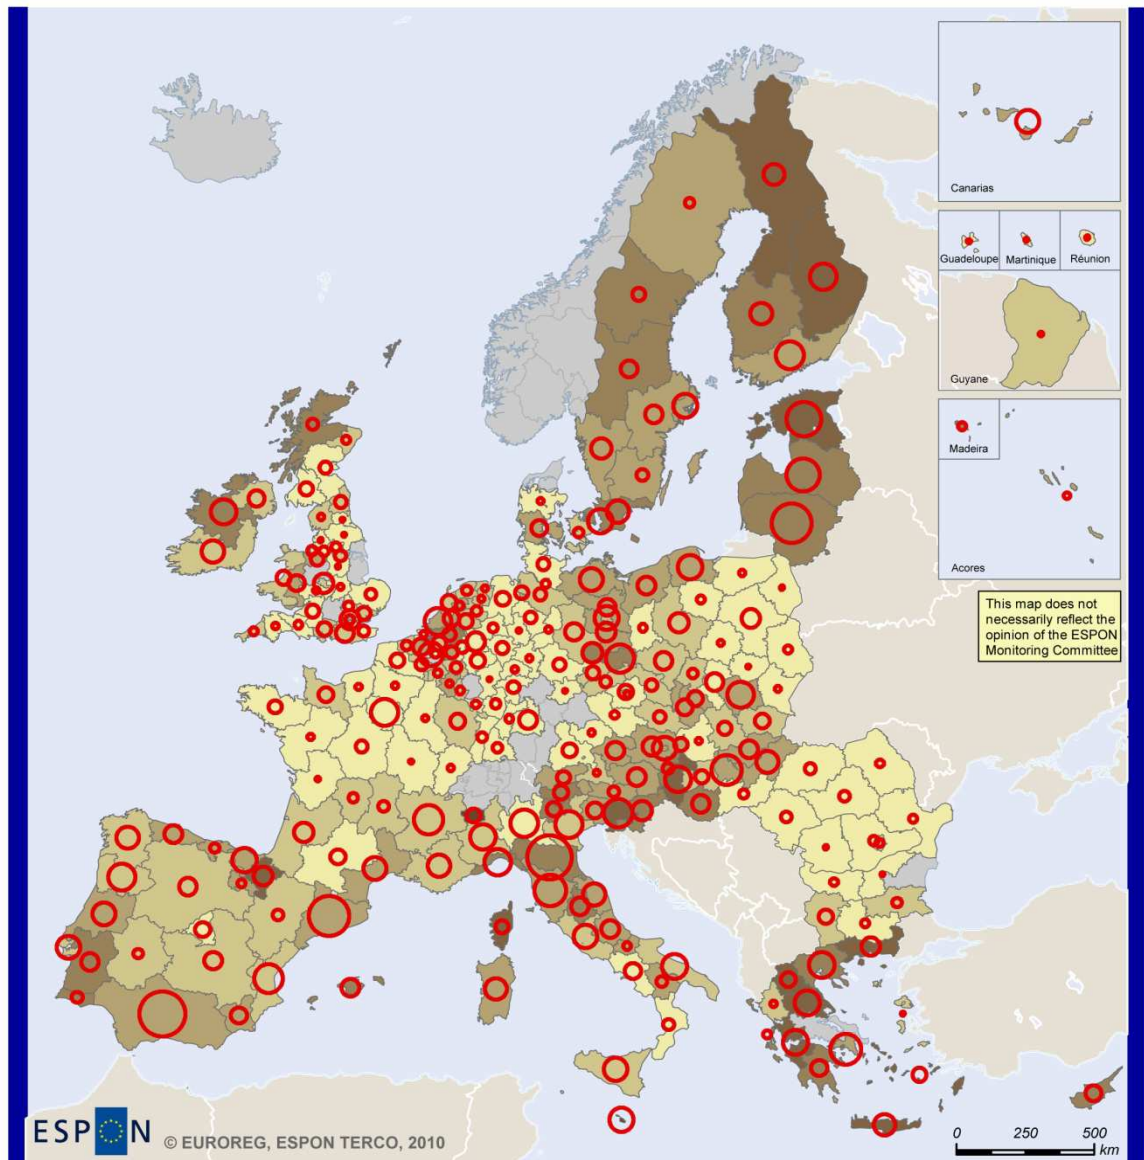 Canarias
Guadeloupe
Martinique
Réunion
Guyane
Madeira
Acores
This map does not
necessarily reflect the
opinion of the ESPON
Monitoring Committee
ESPON
© EUROREG, ESPON TERCO, 2010
0 250 500
km